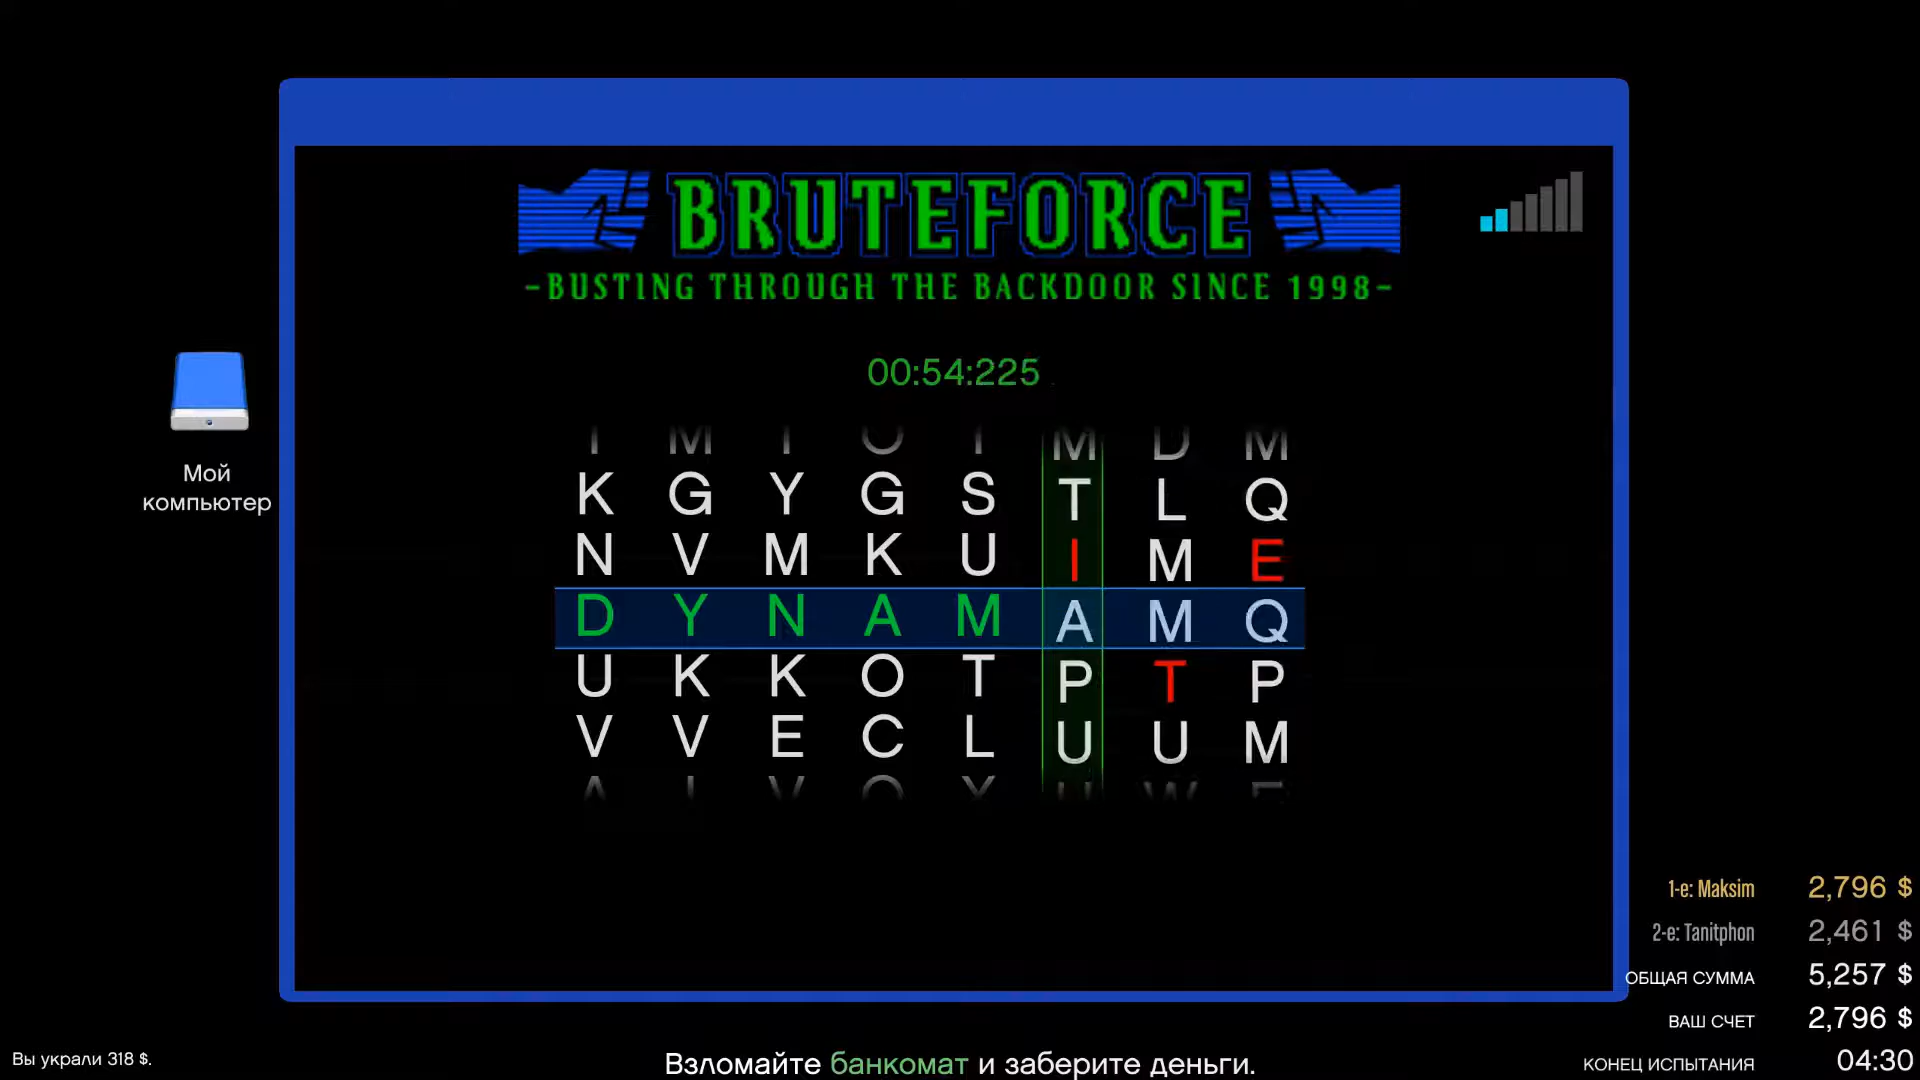 BRUTEFORCE
-BUSTING THROUGH THE BACKDOOR SINCE 1998-
00:54:225
K G Y G S T L Q
N V M K U I M E
D Y N A M A M Q
U K K O T P T P
V V E C L U U M
Мой
компьютер
1-е: Maksim 2,796 $
2-е: Tanitphon 2,461 $
ОБЩАЯ СУММА 5,257 $
ВАШ СЧЕТ 2,796 $
КОНЕЦ ИСПЫТАНИЯ 04:30
Вы украли 318 $.
Взломайте банкомат и заберите деньги.